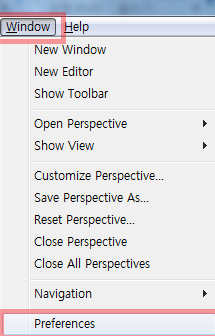 Window Help
New Window
New Editor
Show Toolbar
Open Perspective
Show View
Customize Perspective...
Save Perspective As...
Reset Perspective...
Close Perspective
Close All Perspectives
Navigation
Preferences